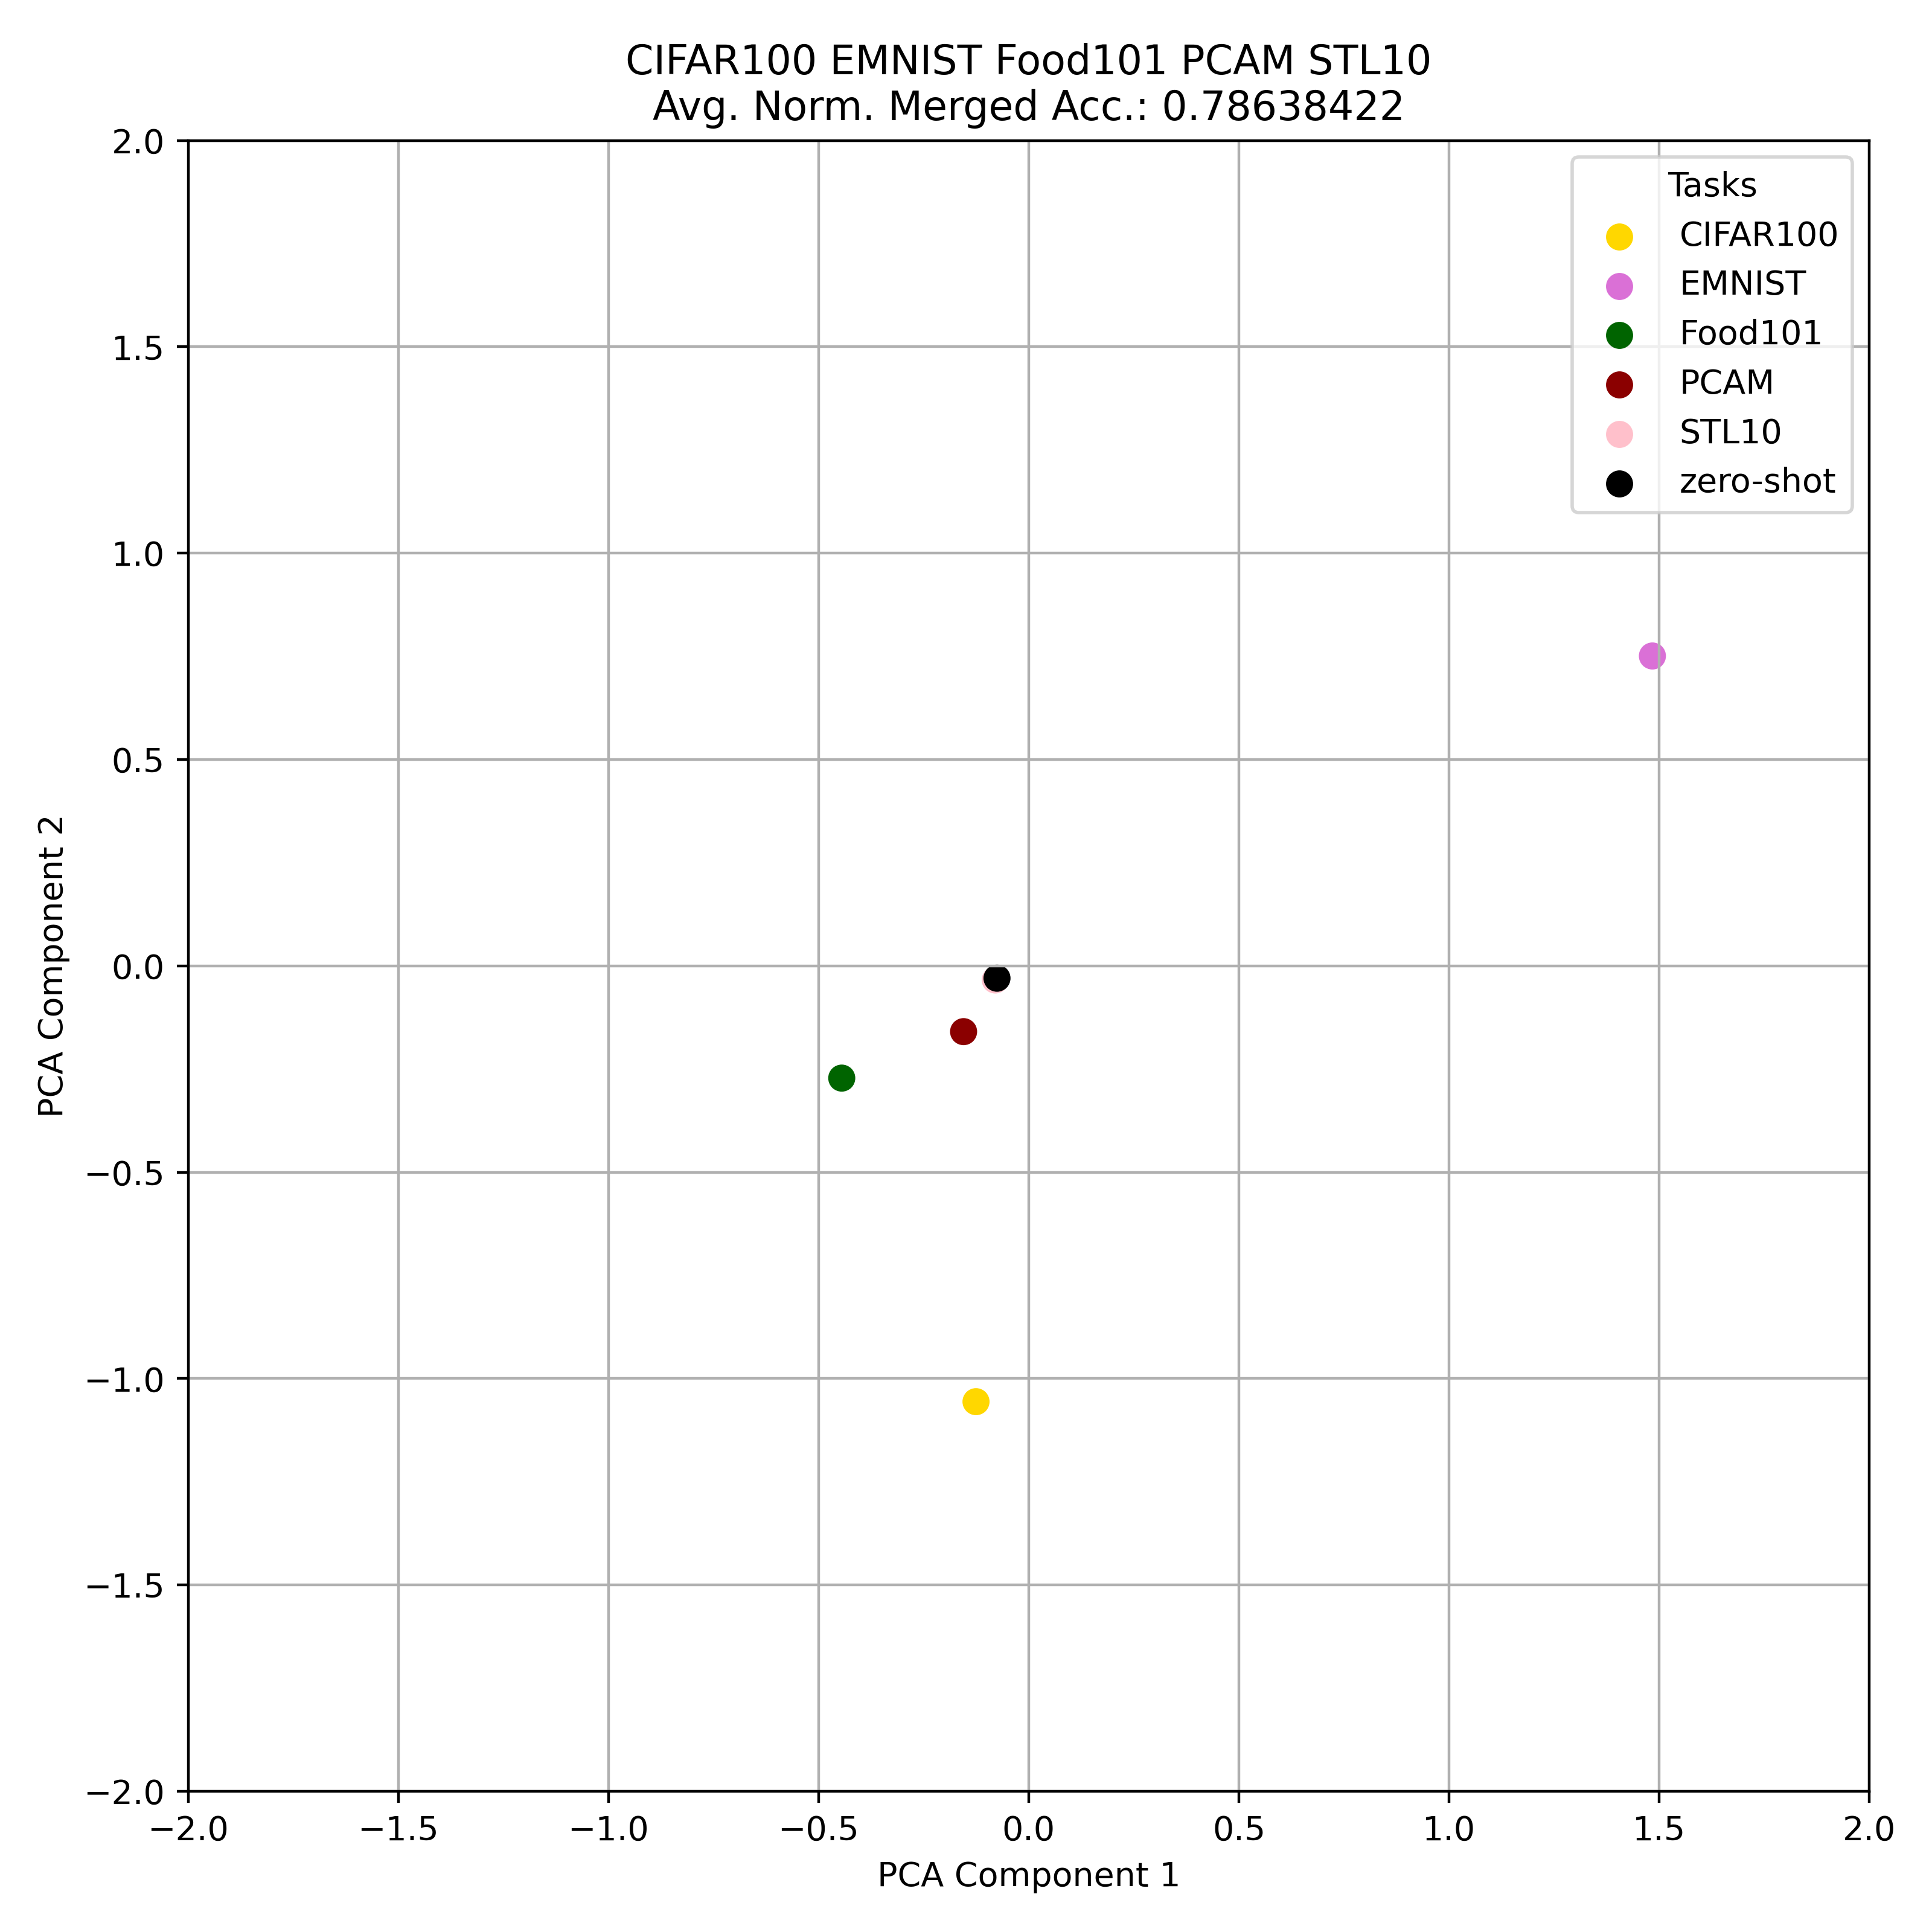 CIFAR100 EMNIST Food101 PCAM STL10
Avg. Norm. Merged Acc.: 0.78638422
Tasks
CIFAR100
EMNIST
Food101
PCAM
STL10
zero-shot
2.0
1.5
1.0
0.5
0.0
−0.5
−1.0
−1.5
−2.0
PCA Component 2
−2.0 −1.5 −1.0 −0.5 0.0 0.5 1.0 1.5 2.0
PCA Component 1